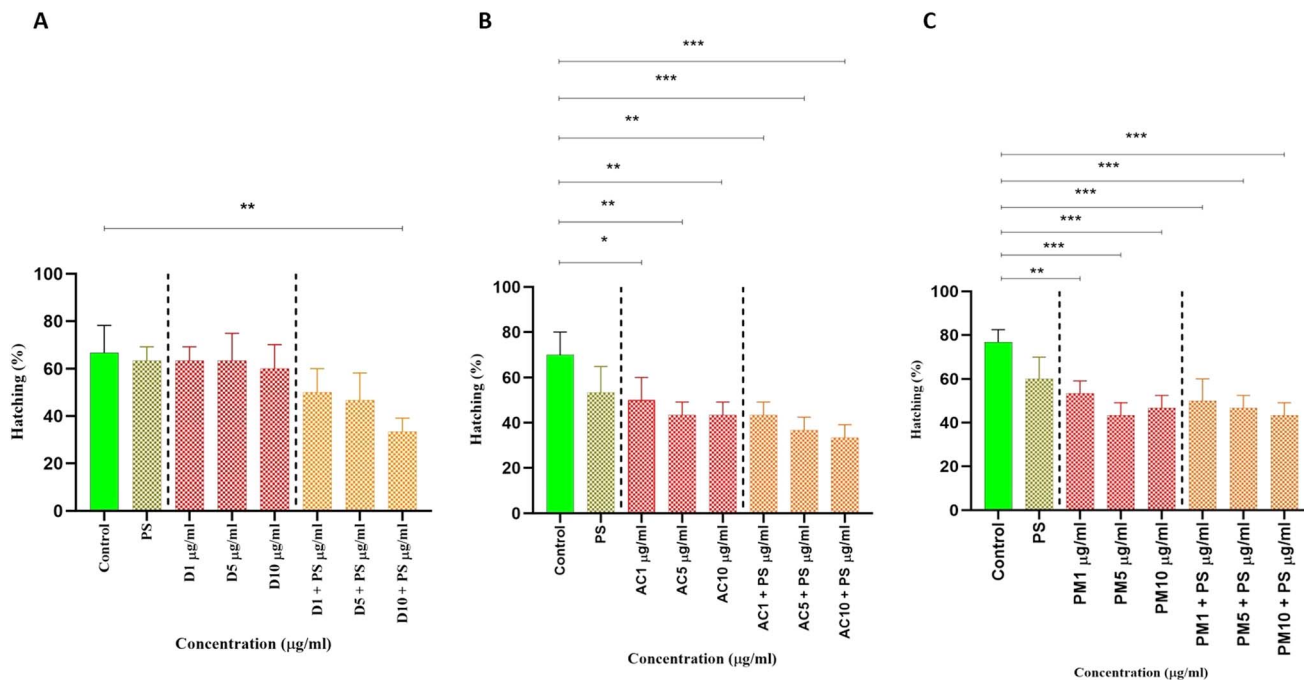 A
**
Hatching (%)
100
80
60
40
20
0
Control
PS
D1 µg/ml
D5 µg/ml
D10 µg/ml
D1 + PS µg/ml
D5 + PS µg/ml
D10 + PS µg/ml
Concentration (µg/ml)
B
***
***
**
**
**
*
Hatching (%)
100
80
60
40
20
0
Control
PS
AC1 µg/ml
AC5 µg/ml
AC10 µg/ml
AC1 + PS µg/ml
AC5 + PS µg/ml
AC10 + PS µg/ml
Concentration (µg/ml)
C
***
***
***
***
***
**
Hatching (%)
100
80
60
40
20
0
Control
PS
PM1 µg/ml
PM5 µg/ml
PM10 µg/ml
PM1 + PS µg/ml
PM5 + PS µg/ml
PM10 + PS µg/ml
Concentration (µg/ml)